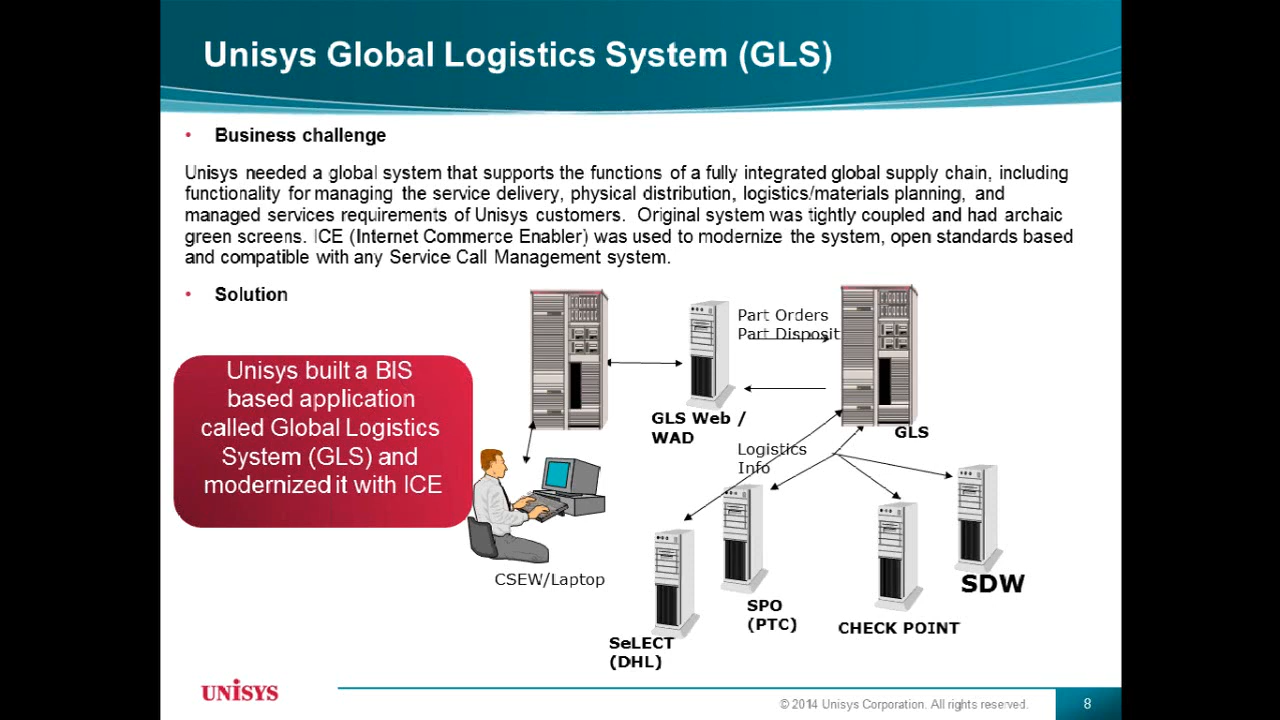 Unisys Global Logistics System (GLS)
• Business challenge
Unisys needed a global system that supports the functions of a fully integrated global supply chain, including
functionality for managing the service delivery, physical distribution, logistics/materials planning, and
managed services requirements of Unisys customers. Original system was tightly coupled and had archaic
green screens. ICE (Internet Commerce Enabler) was used to modernize the system, open standards based
and compatible with any Service Call Management system.
• Solution
Unisys built a BIS
based application
called Global Logistics
System (GLS) and
modernized it with ICE
Part Orders
Part Disposit
GLS Web /
WAD
GLS
Logistics
Info
CSEW/Laptop
SeLECT
(DHL)
SPO
(PTC)
CHECK POINT
SDW
UNISYS
© 2014 Unisys Corporation. All rights reserved.
8